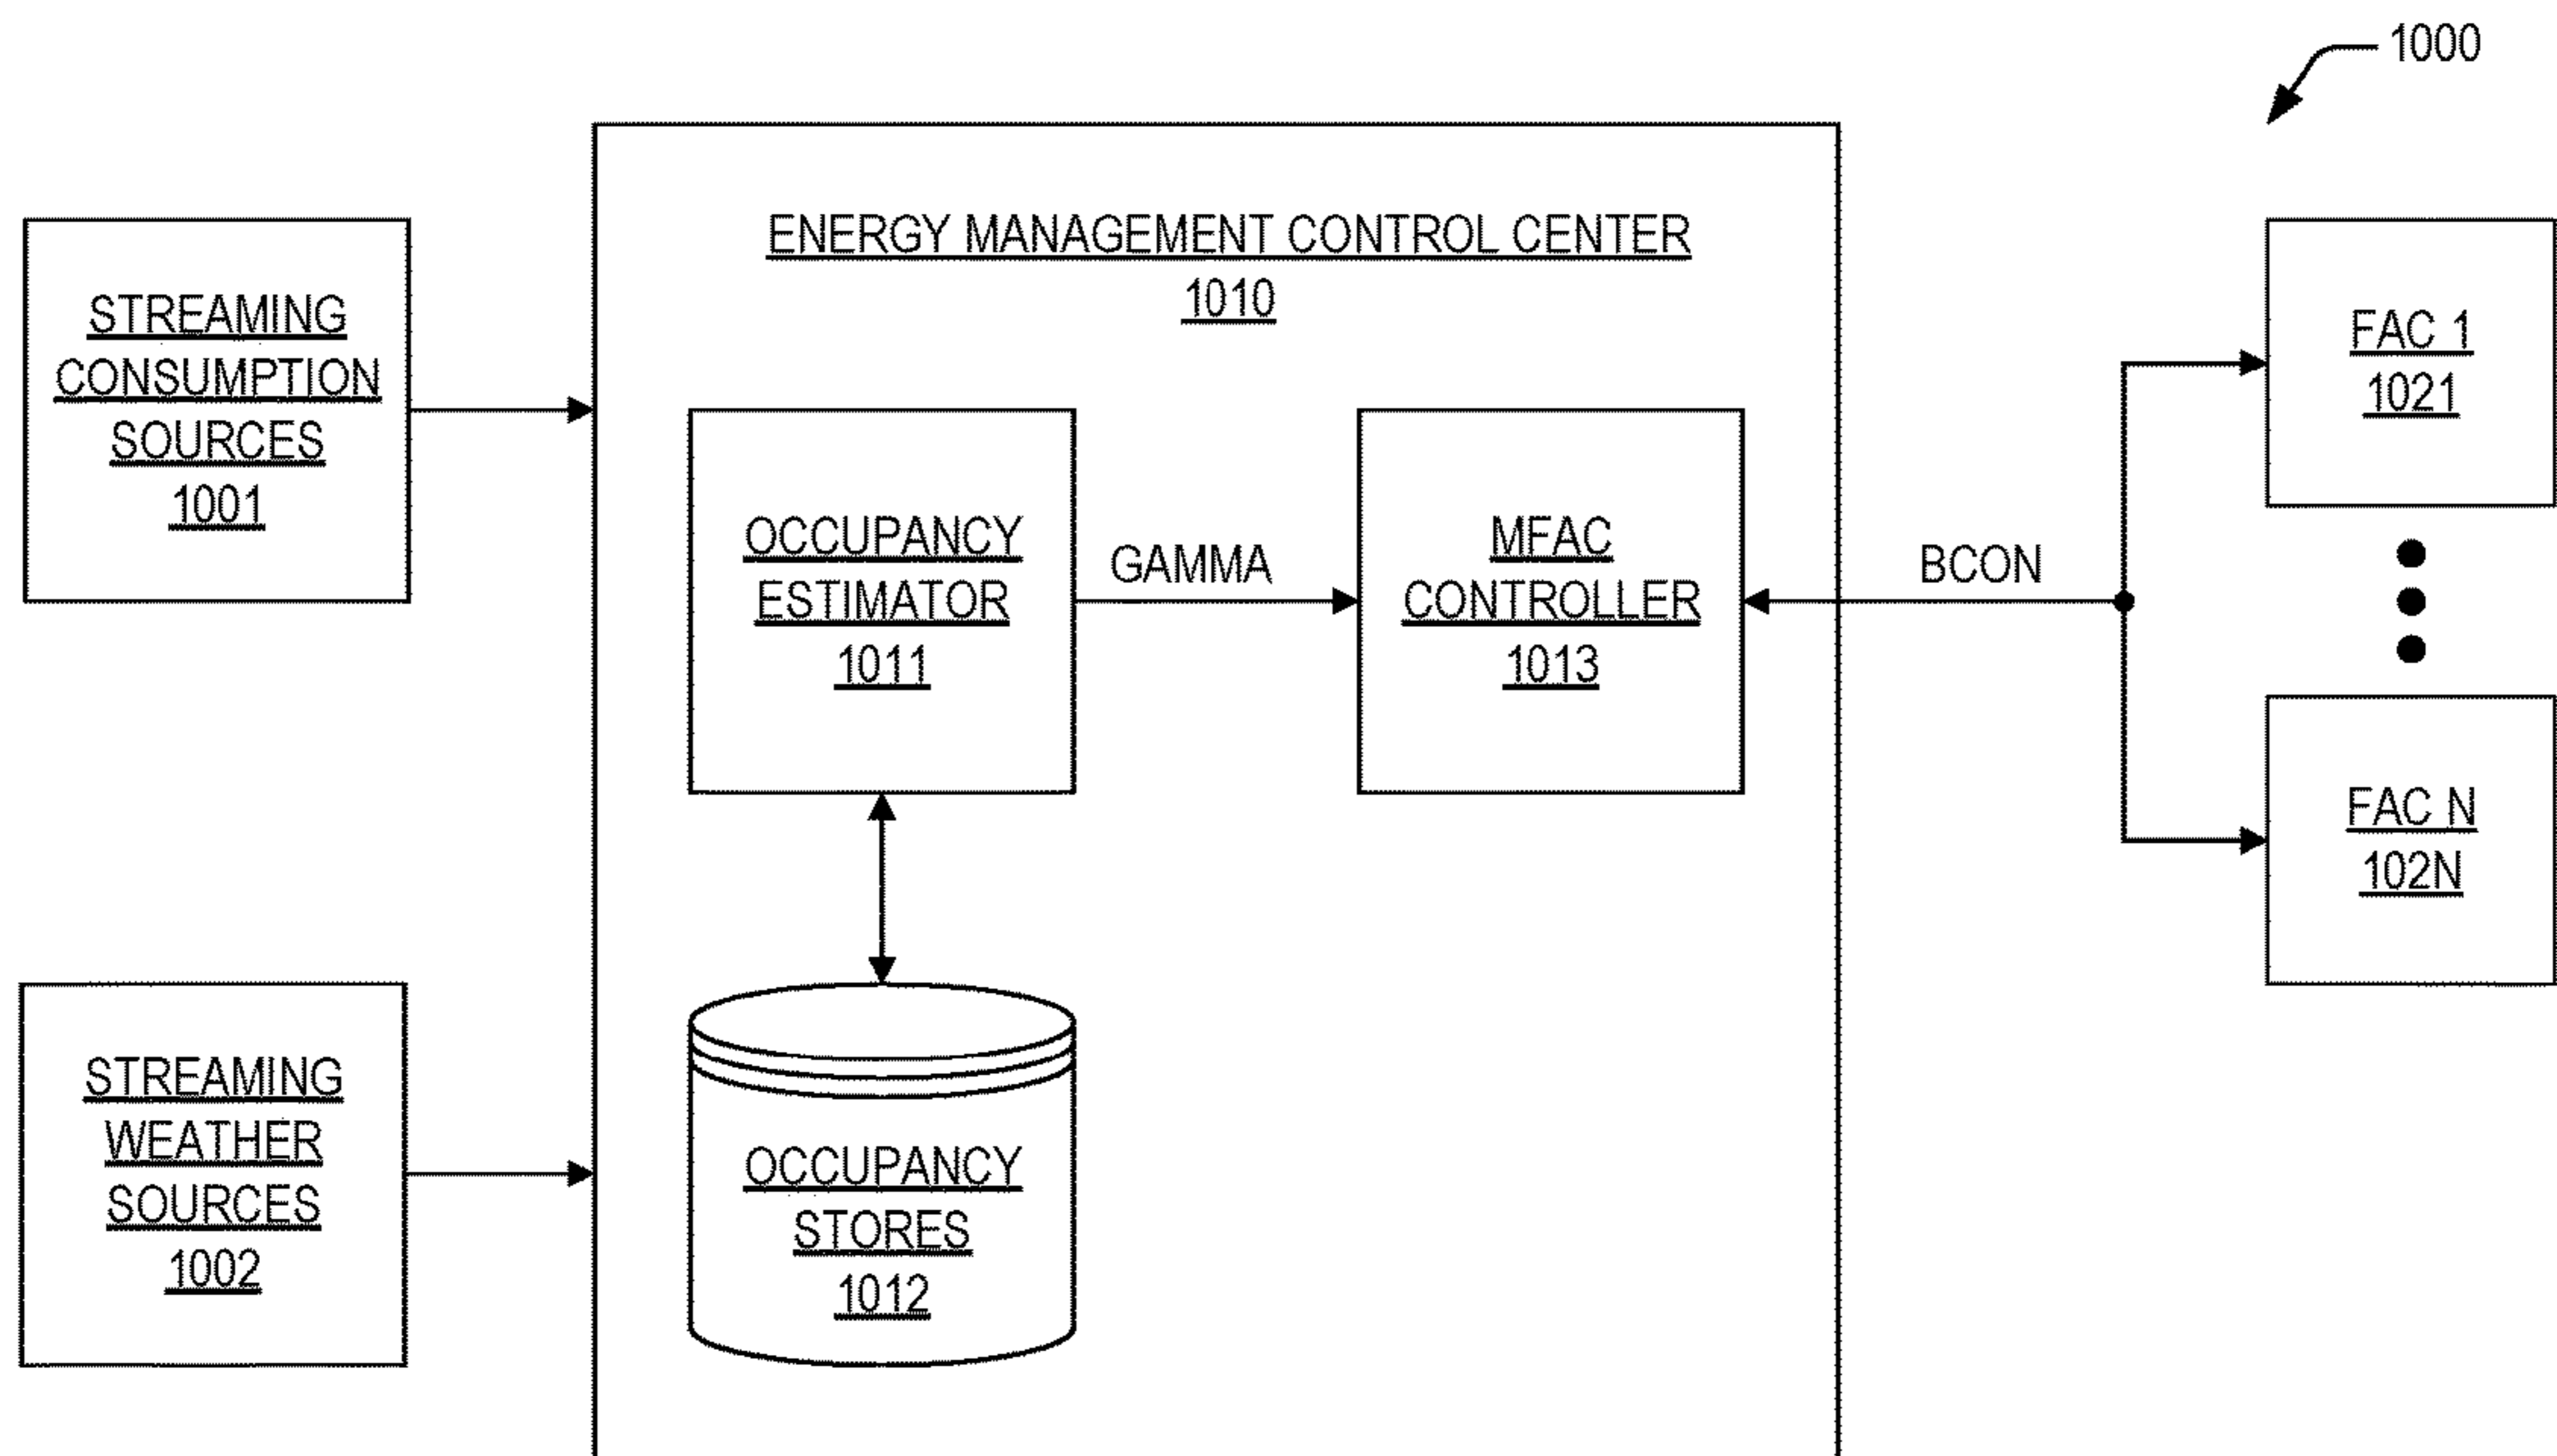 1000
ENERGY MANAGEMENT CONTROL CENTER
1010
STREAMING
CONSUMPTION
SOURCES
1001
OCCUPANCY
ESTIMATOR
1011
GAMMA
MFAC
CONTROLLER
1013
BCON
FAC 1
1021
FAC N
102N
STREAMING
WEATHER
SOURCES
1002
OCCUPANCY
STORES
1012